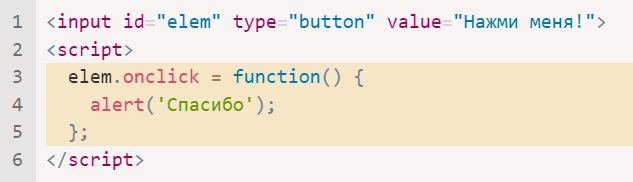 1 <input id="elem" type="button" value="Нажми меня!">
2 <script>
3   elem.onclick = function() {
4     alert('Спасибо');
5   };
6 </script>